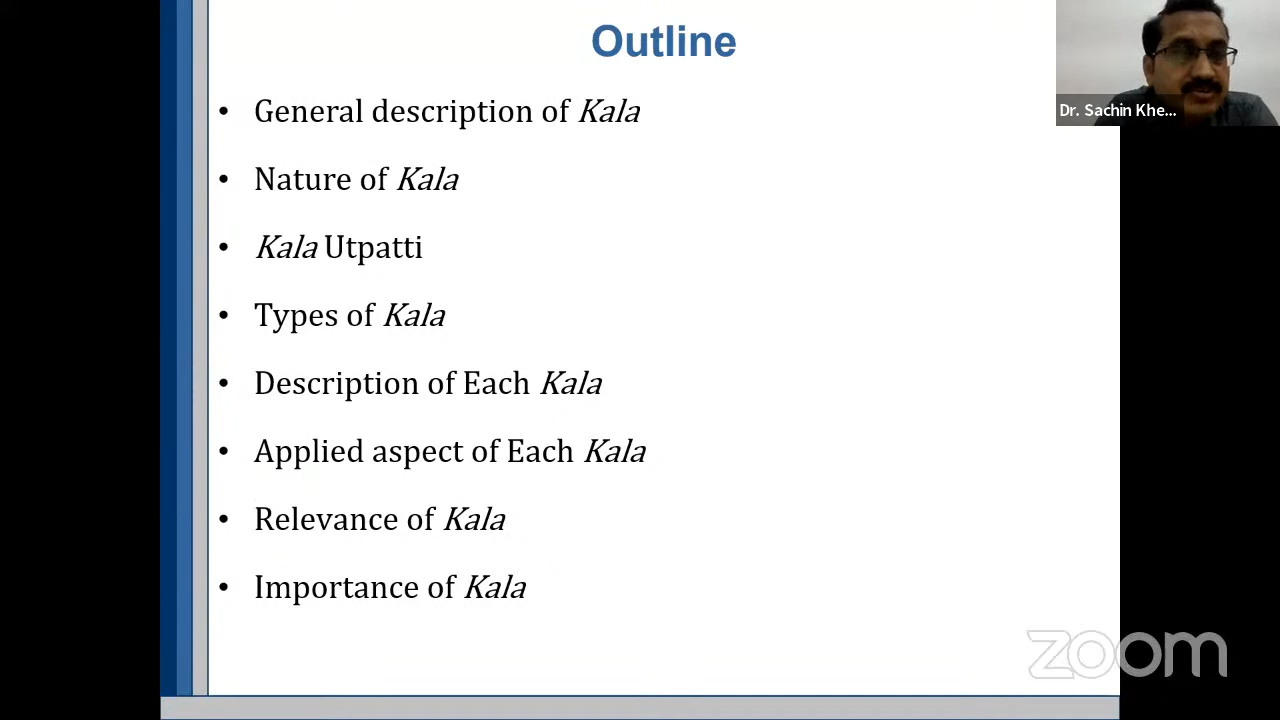 Outline
• General description of Kala
• Nature of Kala
• Kala Utpatti
• Types of Kala
• Description of Each Kala
• Applied aspect of Each Kala
• Relevance of Kala
• Importance of Kala
Dr. Sachin Khe...
zoom